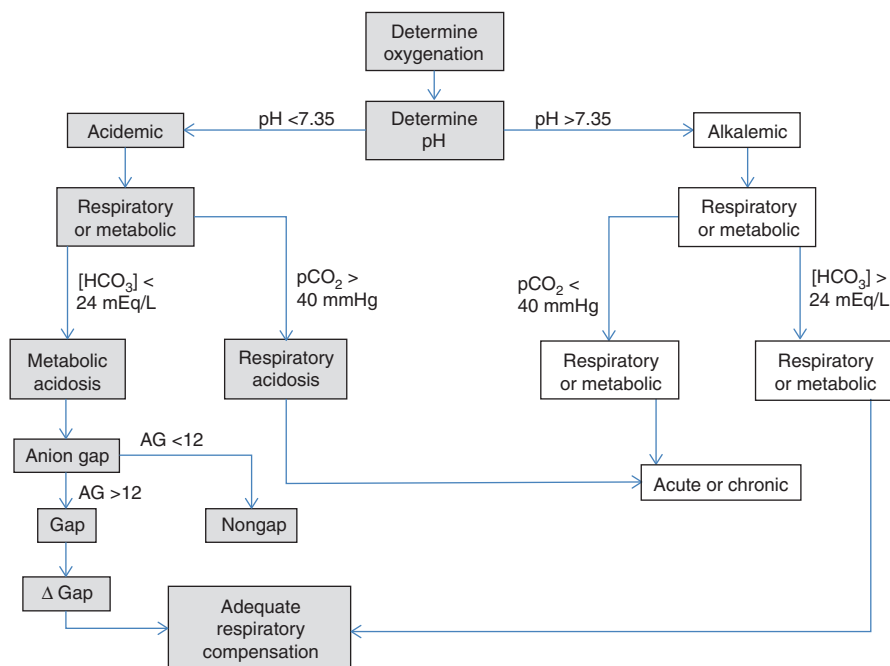 Determine
oxygenation
pH <7.35
Determine
pH
pH >7.35
Acidemic
Alkalemic
Respiratory
or metabolic
Respiratory
or metabolic
[HCO₃] <
24 mEq/L
pCO₂ >
40 mmHg
pCO₂ <
40 mmHg
[HCO₃] >
24 mEq/L
Metabolic
acidosis
Respiratory
acidosis
Respiratory
or metabolic
Respiratory
or metabolic
Anion gap
AG <12
AG >12
Acute or chronic
Gap
Nongap
Δ Gap
Adequate
respiratory
compensation